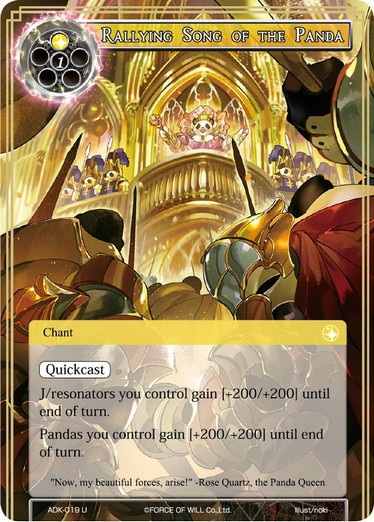 Rallying Song of the Panda
1
Chant
Quickcast
J/resonators you control gain [+200/+200] until
end of turn.
Pandas you control gain [+200/+200] until end
of turn.
"Now, my beautiful forces, arise!" -Rose Quartz, the Panda Queen
ADK-019 U ©FORCE OF WILL Co.,Ltd. Illust/noki